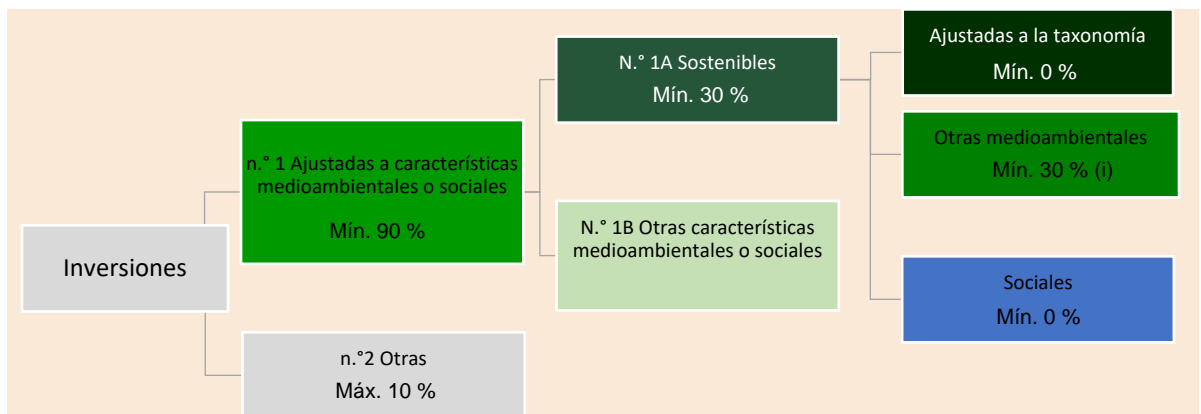 Inversiones
n.° 1 Ajustadas a características
medioambientales o sociales
Mín. 90 %
n.°2 Otras
Máx. 10 %
N.° 1A Sostenibles
Mín. 30 %
N.° 1B Otras características
medioambientales o sociales
Ajustadas a la taxonomía
Mín. 0 %
Otras medioambientales
Mín. 30 % (i)
Sociales
Mín. 0 %